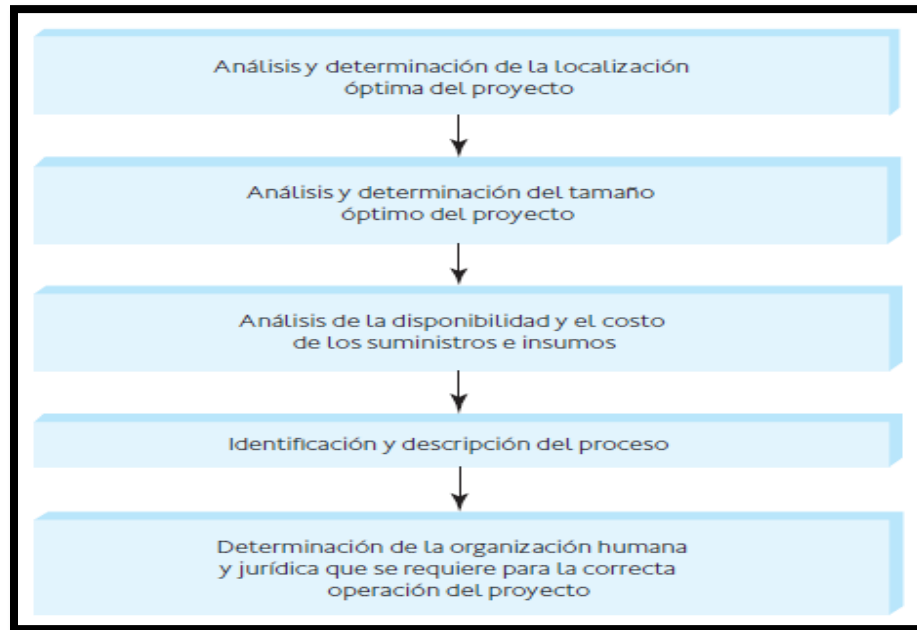 Análisis y determinación de la localización
óptima del proyecto
Análisis y determinación del tamaño
óptimo del proyecto
Análisis de la disponibilidad y el costo
de los suministros e insumos
Identificación y descripción del proceso
Determinación de la organización humana
y jurídica que se requiere para la correcta
operación del proyecto